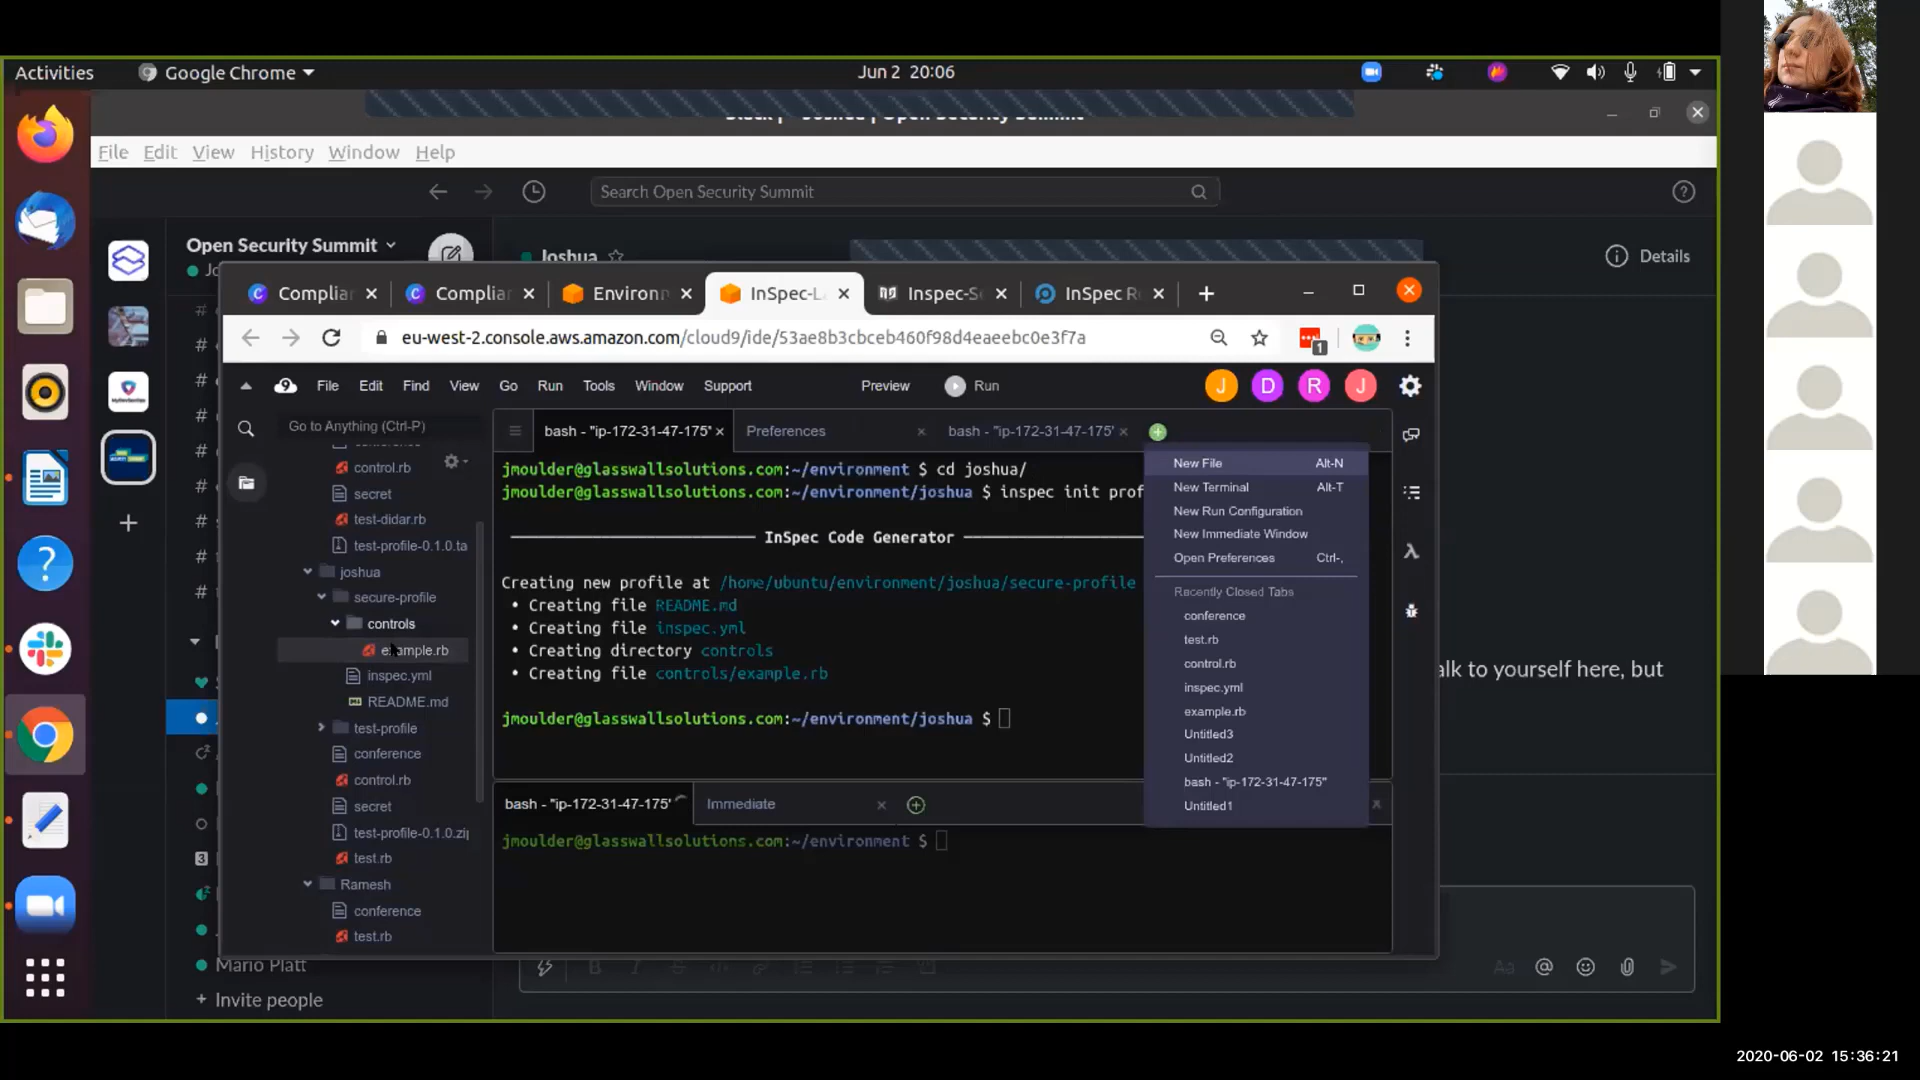 Activities
Google Chrome
Jun 2 20:06
File Edit View History Window Help
Search Open Security Summit
Open Security Summit
Joshua
Details
Complia
Complia
Environm
InSpec-L
Inspec-S
InSpec R
eu-west-2.console.aws.amazon.com/cloud9/ide/53ae8b3cbceb460f98d4eaeebc0e3f7a
1
9 File Edit Find View Go Run Tools Window Support Preview Run J D R J
Go to Anything (Ctrl-P)
bash - "ip-172-31-47-175"
Preferences
bash - "ip-172-31-47-175"
conference
control.rb
secret
test-didar.rb
test-profile-0.1.0.ta
joshua
secure-profile
controls
example.rb
inspec.yml
README.md
test-profile
conference
control.rb
secret
test-profile-0.1.0.zip
test.rb
Ramesh
conference
test.rb
jmoulder@glasswallsolutions.com:~/environment $ cd joshua/
jmoulder@glasswallsolutions.com:~/environment/joshua $ inspec init prof
InSpec Code Generator
Creating new profile at /home/ubuntu/environment/joshua/secure-profile
• Creating file README.md
• Creating file inspec.yml
• Creating directory controls
• Creating file controls/example.rb
jmoulder@glasswallsolutions.com:~/environment/joshua $
New File Alt-N
New Terminal Alt-T
New Run Configuration
New Immediate Window
Open Preferences Ctrl-,
Recently Closed Tabs
conference
test.rb
control.rb
inspec.yml
example.rb
Untitled3
Untitled2
bash - "ip-172-31-47-175"
Untitled1
bash - "ip-172-31-47-175"
Immediate
jmoulder@glasswallsolutions.com:~/environment $
alk to yourself here, but
3
Mario Platt
+ Invite people
Aa @
2020-06-02 15:36:21